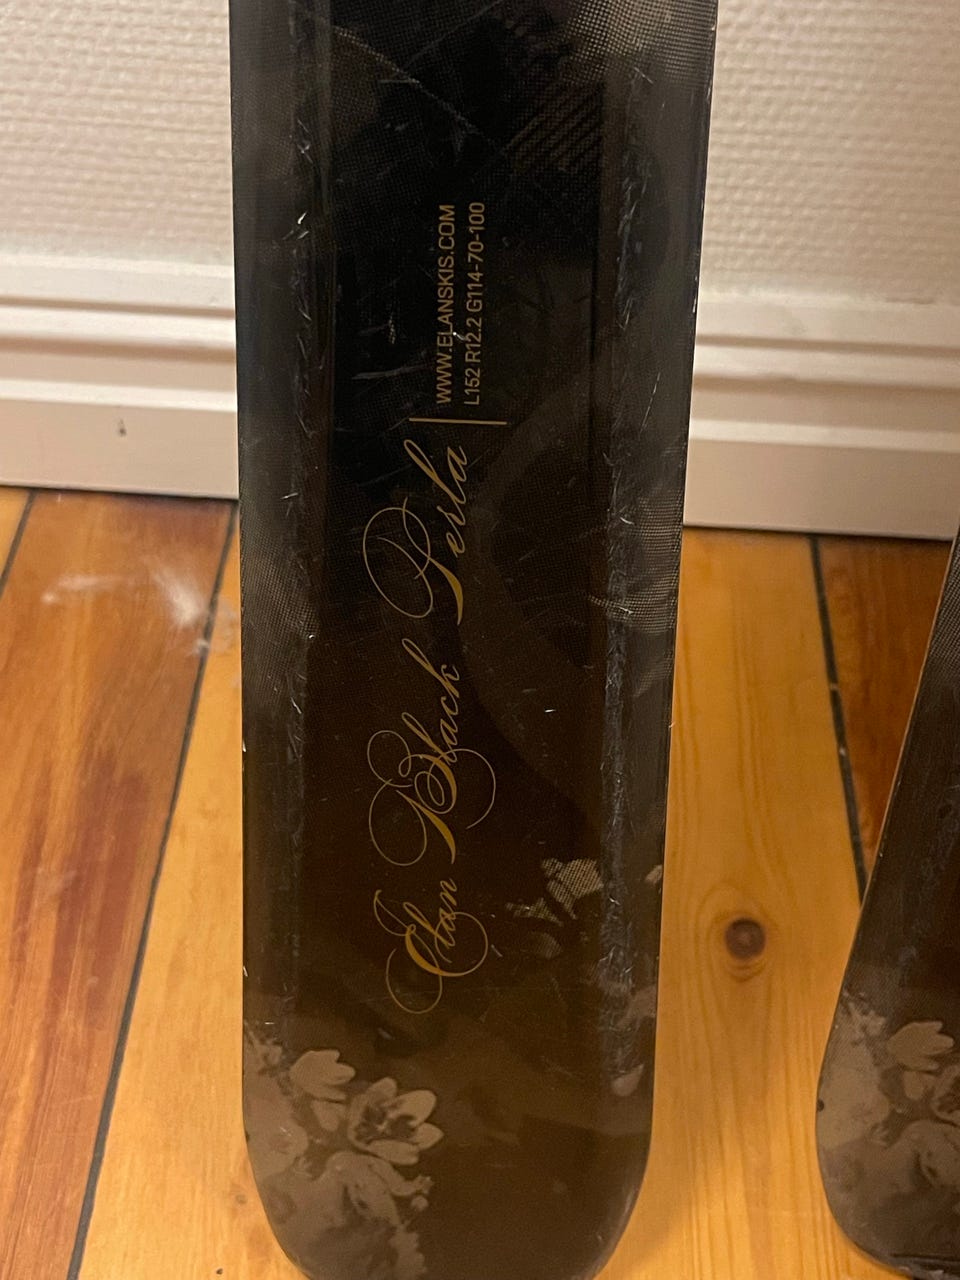 Elan Black Perla
WWW.ELANSKIS.COM
L152 R12.2 G114-70-100